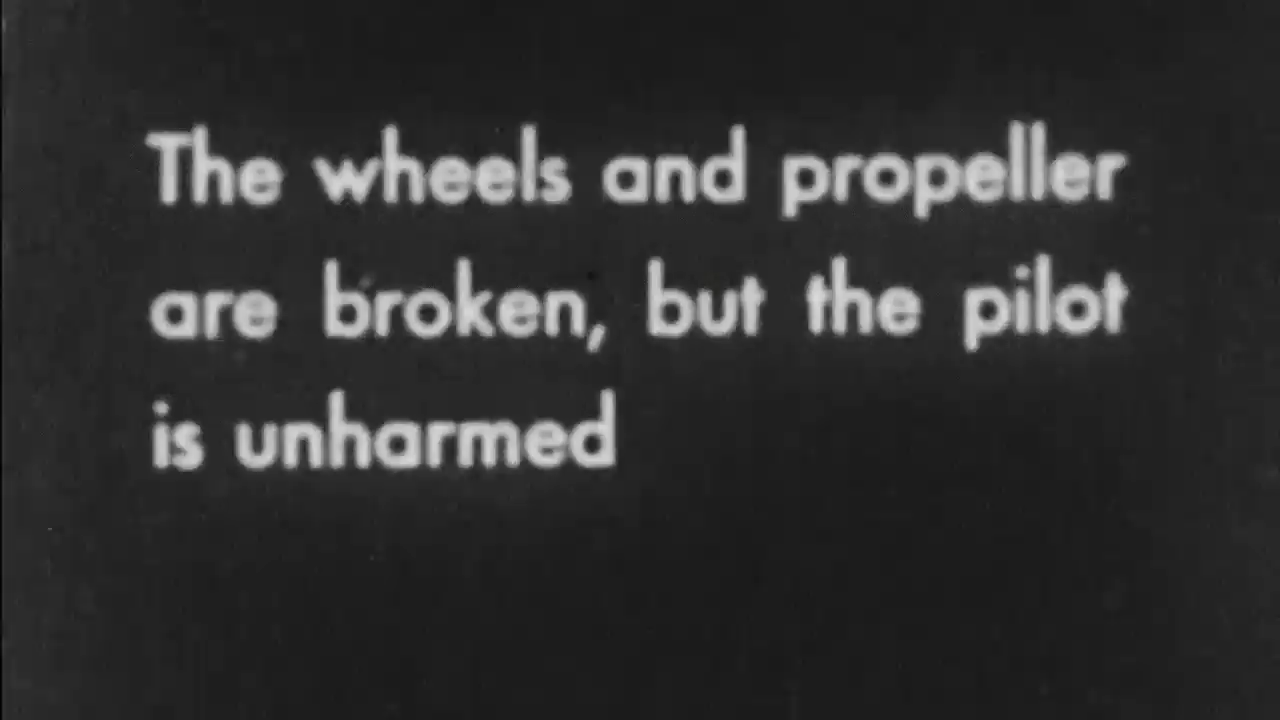 The wheels and propeller
are broken, but the pilot
is unharmed